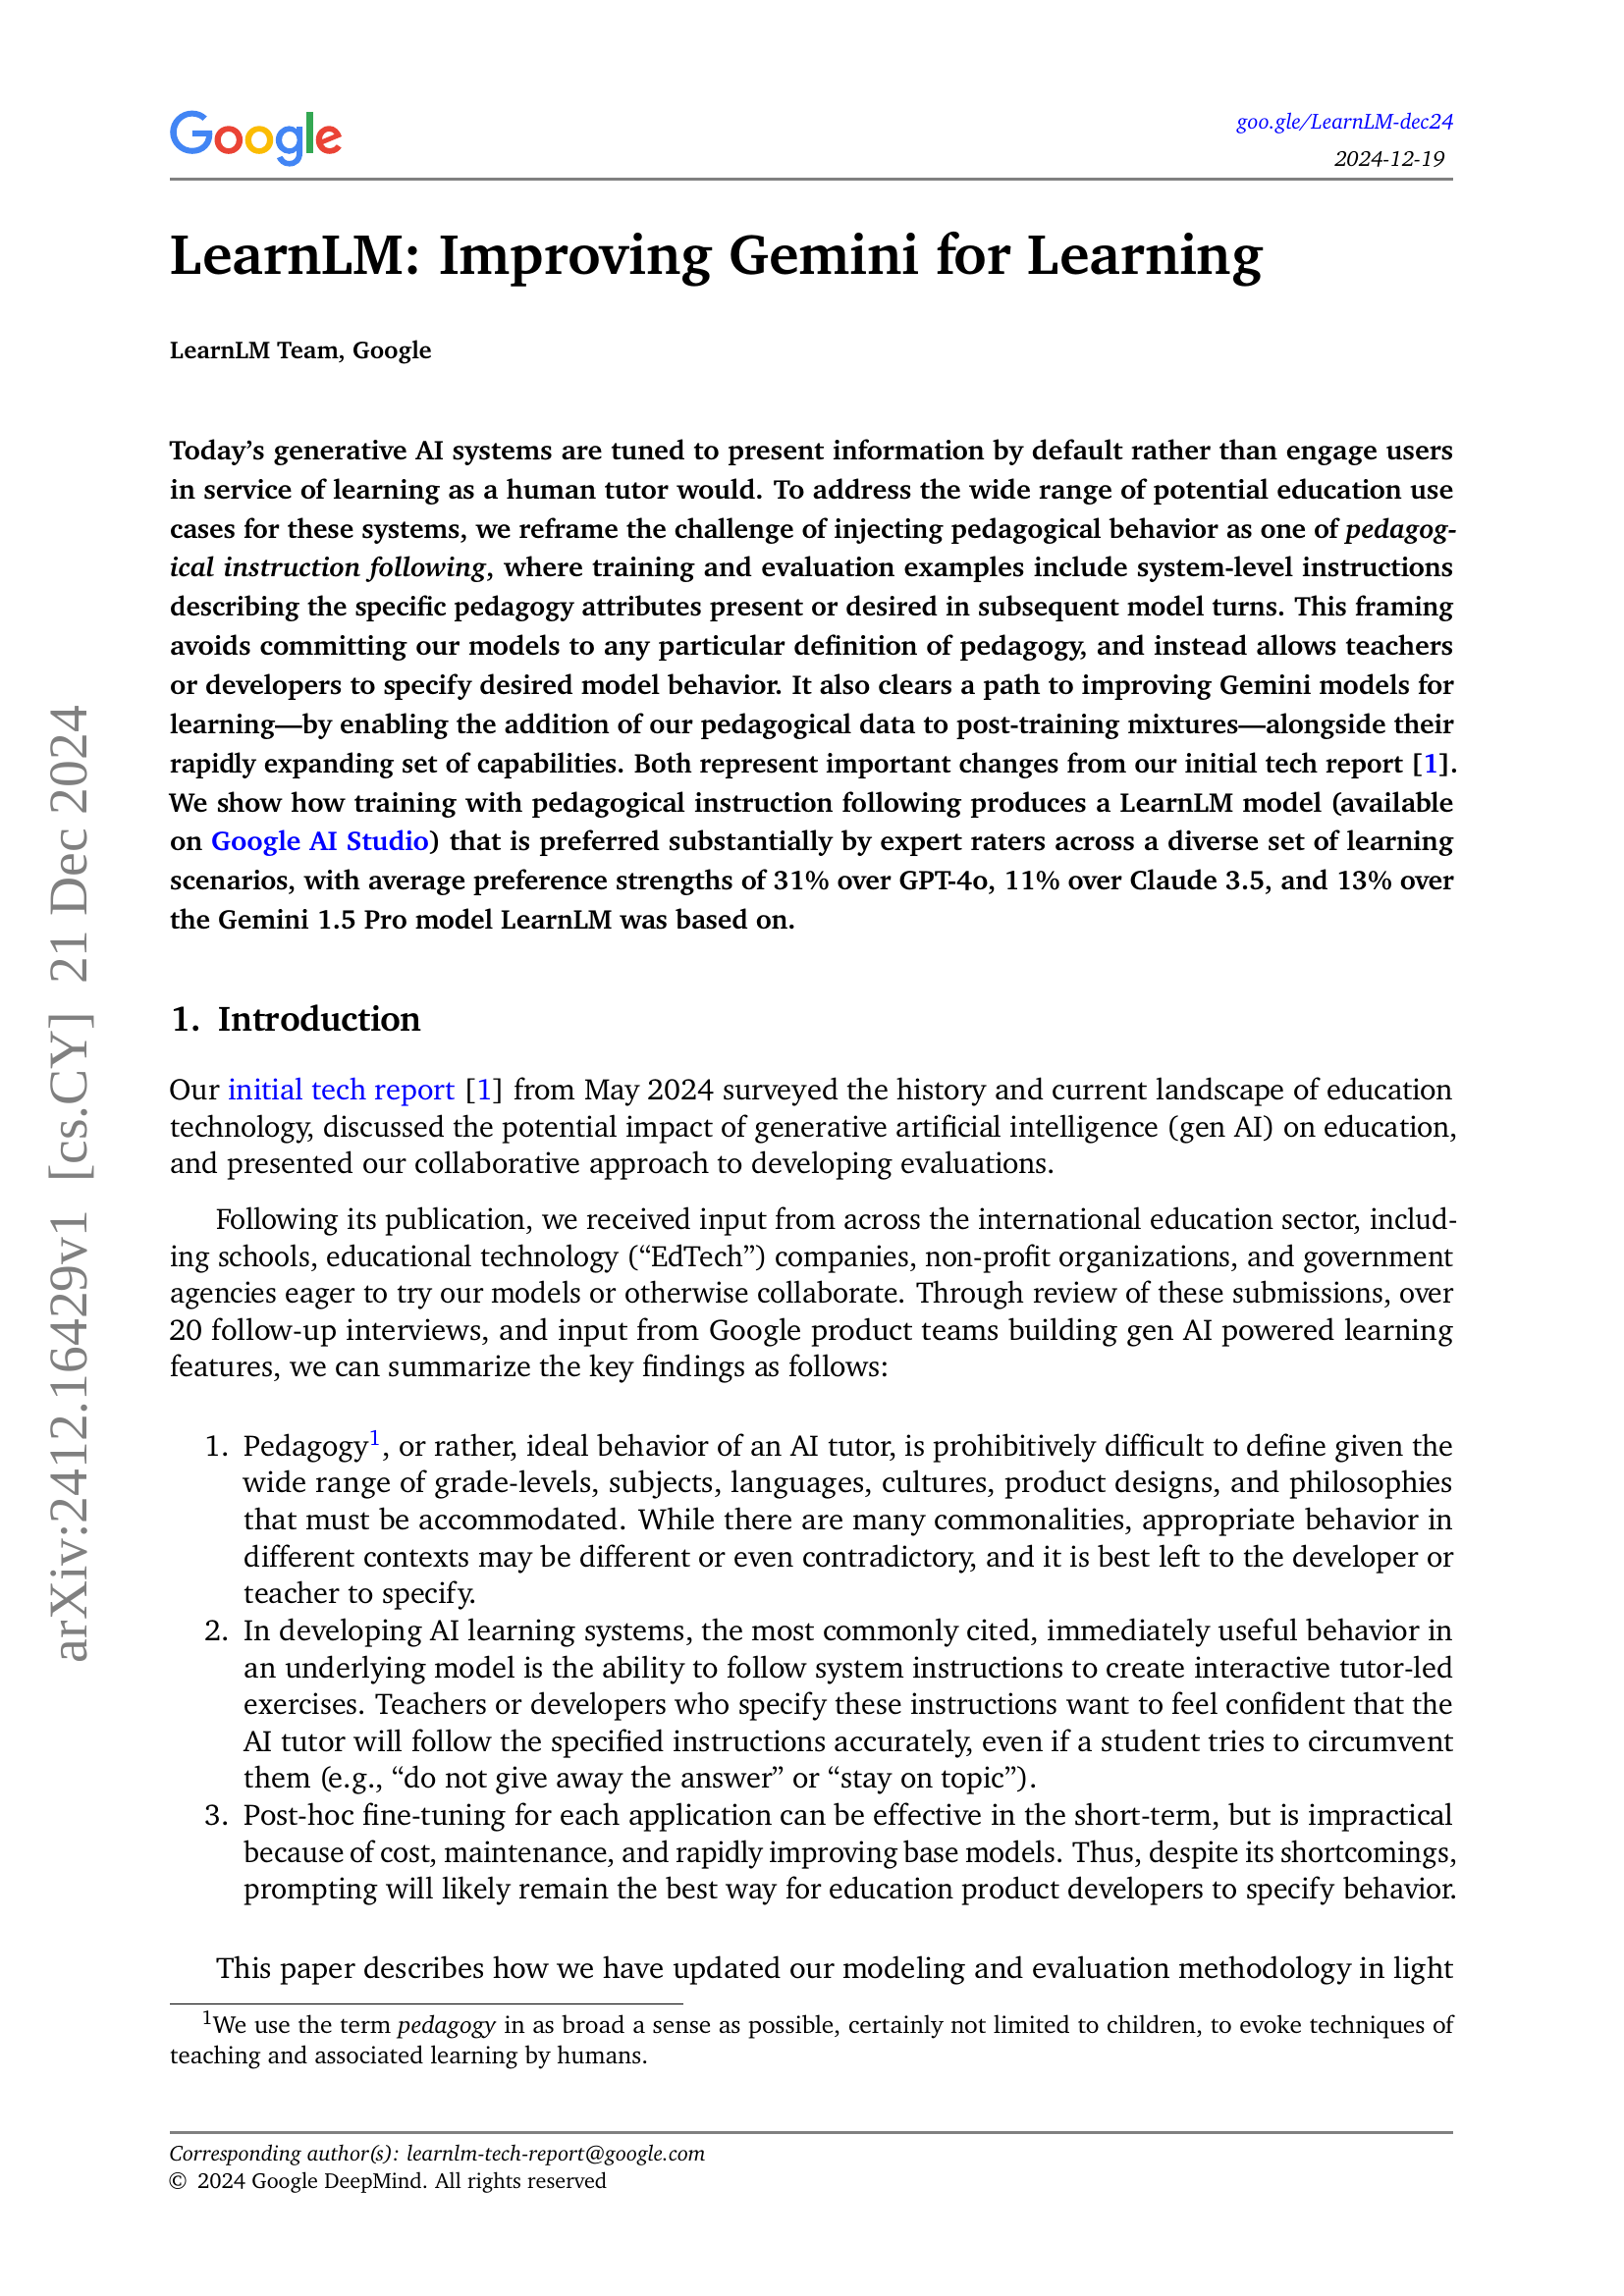 Google
goo.gle/LearnLM-dec24
2024-12-19
LearnLM: Improving Gemini for Learning
LearnLM Team, Google
Today’s generative AI systems are tuned to present information by default rather than engage users
in service of learning as a human tutor would. To address the wide range of potential education use
cases for these systems, we reframe the challenge of injecting pedagogical behavior as one of pedagog-
ical instruction following, where training and evaluation examples include system-level instructions
describing the specific pedagogy attributes present or desired in subsequent model turns. This framing
avoids committing our models to any particular definition of pedagogy, and instead allows teachers
or developers to specify desired model behavior. It also clears a path to improving Gemini models for
learning—by enabling the addition of our pedagogical data to post-training mixtures—alongside their
rapidly expanding set of capabilities. Both represent important changes from our initial tech report [1].
We show how training with pedagogical instruction following produces a LearnLM model (available
on Google AI Studio) that is preferred substantially by expert raters across a diverse set of learning
scenarios, with average preference strengths of 31% over GPT-4o, 11% over Claude 3.5, and 13% over
the Gemini 1.5 Pro model LearnLM was based on.
1. Introduction
Our initial tech report [1] from May 2024 surveyed the history and current landscape of education
technology, discussed the potential impact of generative artificial intelligence (gen AI) on education,
and presented our collaborative approach to developing evaluations.
Following its publication, we received input from across the international education sector, includ-
ing schools, educational technology (“EdTech”) companies, non-profit organizations, and government
agencies eager to try our models or otherwise collaborate. Through review of these submissions, over
20 follow-up interviews, and input from Google product teams building gen AI powered learning
features, we can summarize the key findings as follows:
1. Pedagogy1, or rather, ideal behavior of an AI tutor, is prohibitively difficult to define given the
wide range of grade-levels, subjects, languages, cultures, product designs, and philosophies
that must be accommodated. While there are many commonalities, appropriate behavior in
different contexts may be different or even contradictory, and it is best left to the developer or
teacher to specify.
2. In developing AI learning systems, the most commonly cited, immediately useful behavior in
an underlying model is the ability to follow system instructions to create interactive tutor-led
exercises. Teachers or developers who specify these instructions want to feel confident that the
AI tutor will follow the specified instructions accurately, even if a student tries to circumvent
them (e.g., “do not give away the answer” or “stay on topic”).
3. Post-hoc fine-tuning for each application can be effective in the short-term, but is impractical
because of cost, maintenance, and rapidly improving base models. Thus, despite its shortcomings,
prompting will likely remain the best way for education product developers to specify behavior.
This paper describes how we have updated our modeling and evaluation methodology in light
1We use the term pedagogy in as broad a sense as possible, certainly not limited to children, to evoke techniques of
teaching and associated learning by humans.
Corresponding author(s): learnlm-tech-report@google.com
© 2024 Google DeepMind. All rights reserved
arXiv:2412.16429v1 [cs.CY] 21 Dec 2024